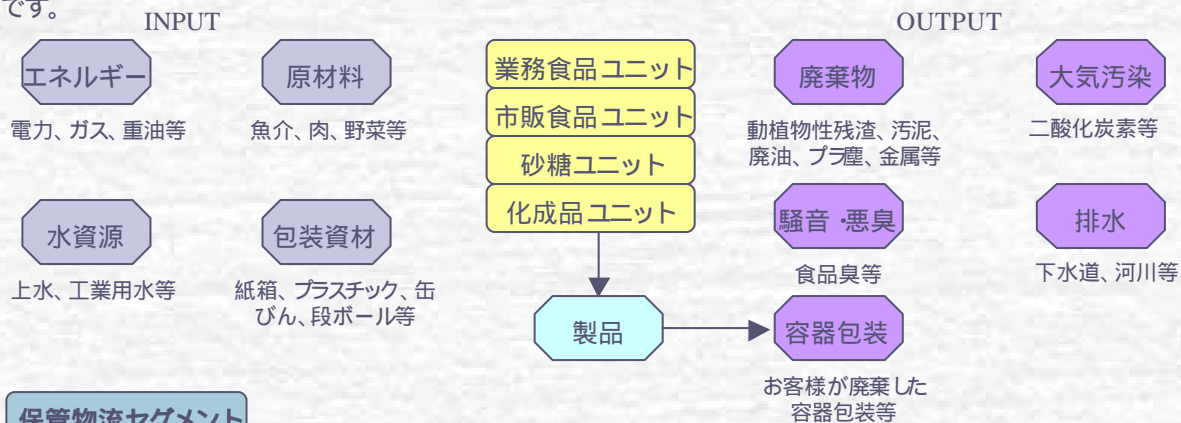 です。
INPUT
OUTPUT
エネルギー
電力、ガス、重油等
原材料
魚介、肉、野菜等
水資源
上水、工業用水等
包装資材
紙箱、プラスチック、缶
びん、段ボール等
業務食品ユニット
市販食品ユニット
砂糖ユニット
化成品ユニット
製品
廃棄物
動植物性残渣、汚泥、
廃油、プラ塵、金属等
大気汚染
二酸化炭素等
騒音・悪臭
食品臭等
排水
下水道、河川等
容器包装
お客様が廃棄した
容器包装等
保管物流セグメント